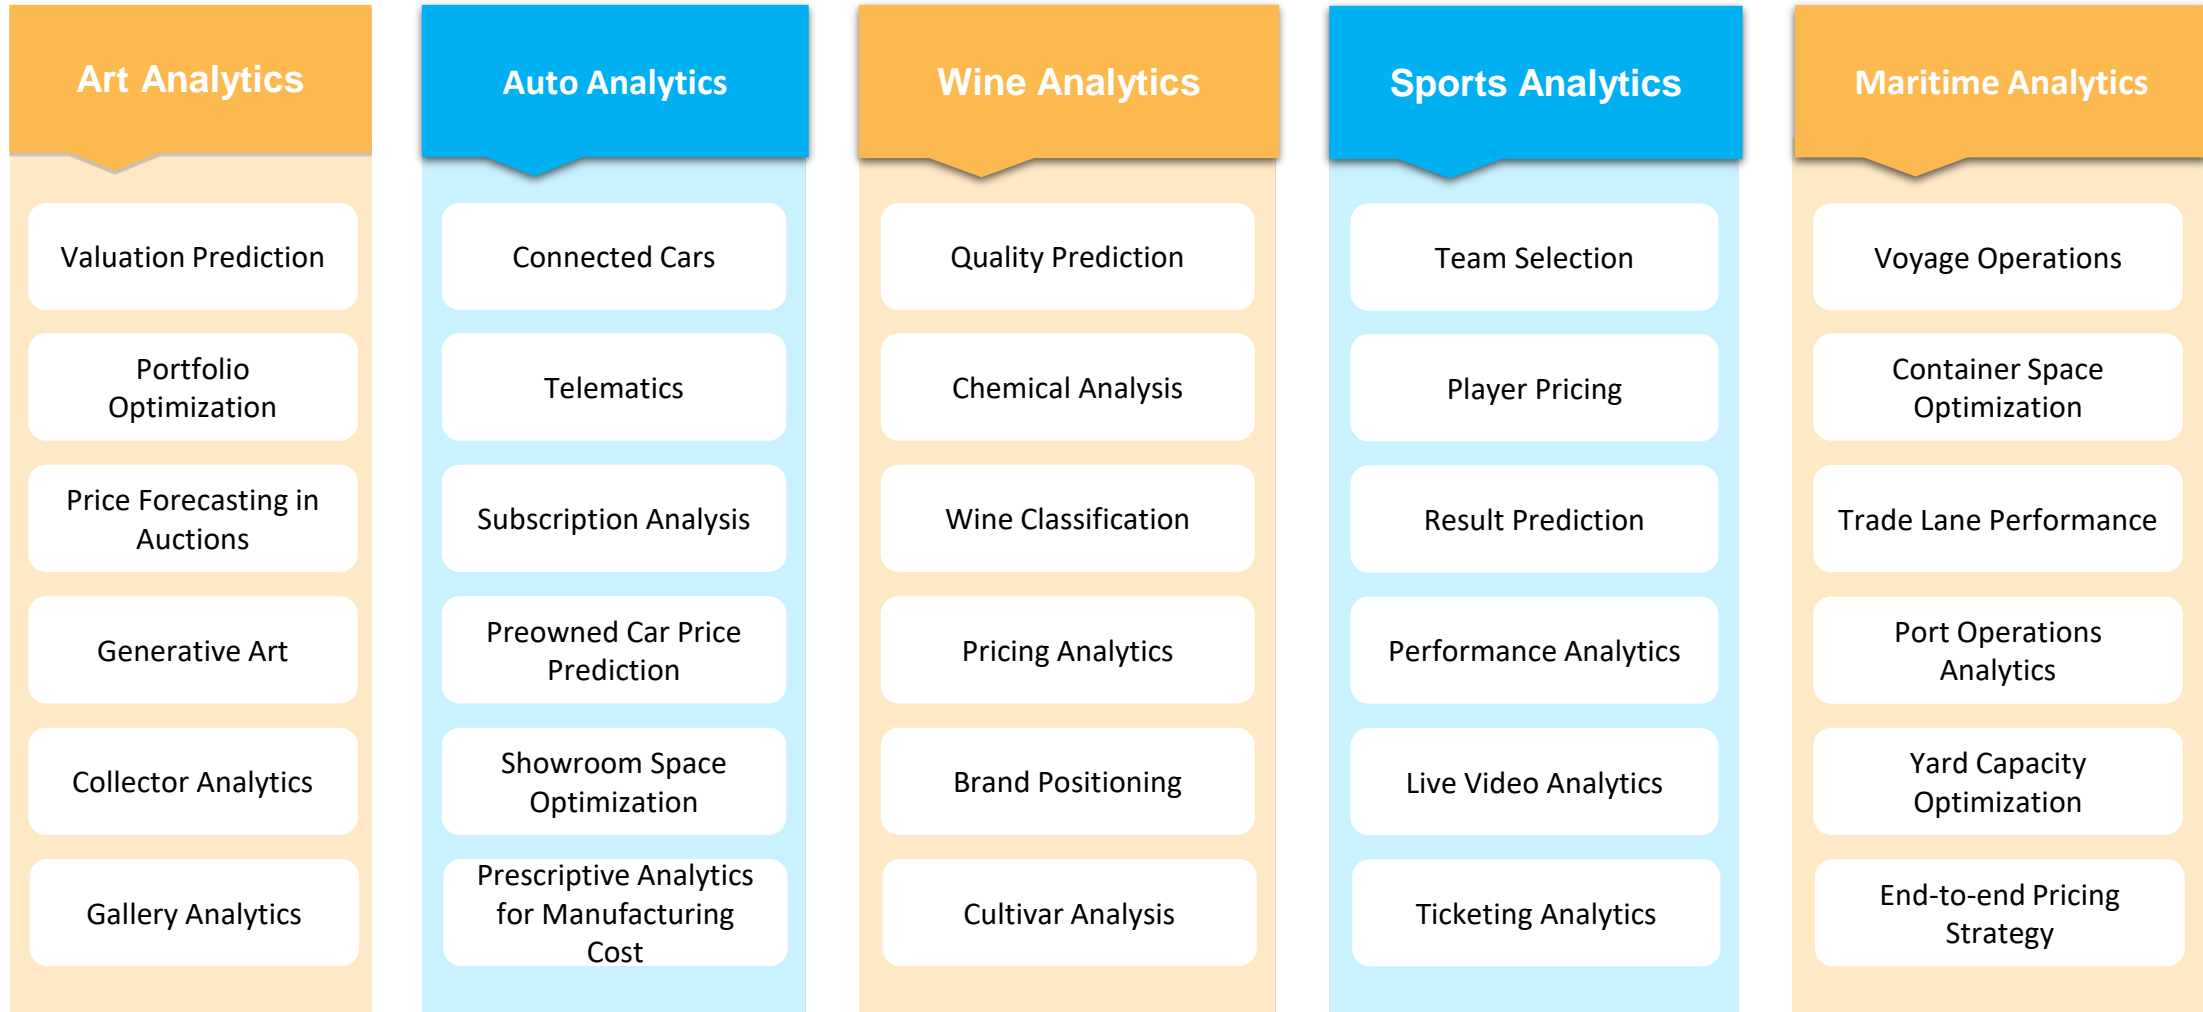 Art Analytics
Valuation Prediction
Portfolio
Optimization
Price Forecasting in
Auctions
Generative Art
Collector Analytics
Gallery Analytics
Auto Analytics
Connected Cars
Telematics
Subscription Analysis
Preowned Car Price
Prediction
Showroom Space
Optimization
Prescriptive Analytics
for Manufacturing
Cost
Wine Analytics
Quality Prediction
Chemical Analysis
Wine Classification
Pricing Analytics
Brand Positioning
Cultivar Analysis
Sports Analytics
Team Selection
Player Pricing
Result Prediction
Performance Analytics
Live Video Analytics
Ticketing Analytics
Maritime Analytics
Voyage Operations
Container Space
Optimization
Trade Lane Performance
Port Operations
Analytics
Yard Capacity
Optimization
End-to-end Pricing
Strategy